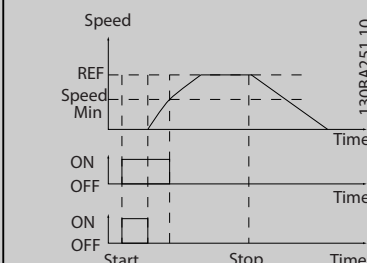 Speed
130BA251.10
REF
Speed
Min
Time
ON
OFF
Time
ON
OFF
Start Stop Time